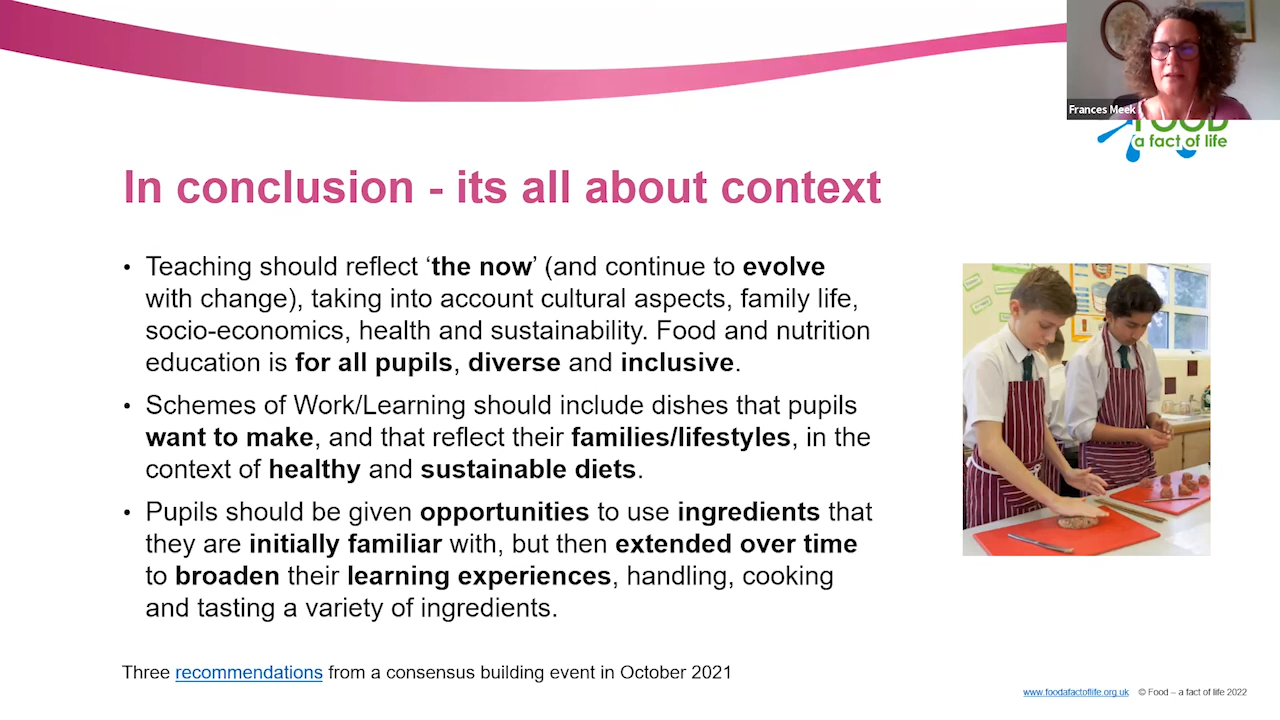 Frances Meek
FOOD
a fact of life
In conclusion - its all about context
• Teaching should reflect ‘the now’ (and continue to evolve
with change), taking into account cultural aspects, family life,
socio-economics, health and sustainability. Food and nutrition
education is for all pupils, diverse and inclusive.
• Schemes of Work/Learning should include dishes that pupils
want to make, and that reflect their families/lifestyles, in the
context of healthy and sustainable diets.
• Pupils should be given opportunities to use ingredients that
they are initially familiar with, but then extended over time
to broaden their learning experiences, handling, cooking
and tasting a variety of ingredients.
Three recommendations from a consensus building event in October 2021
www.foodafactoflife.org.uk © Food – a fact of life 2022